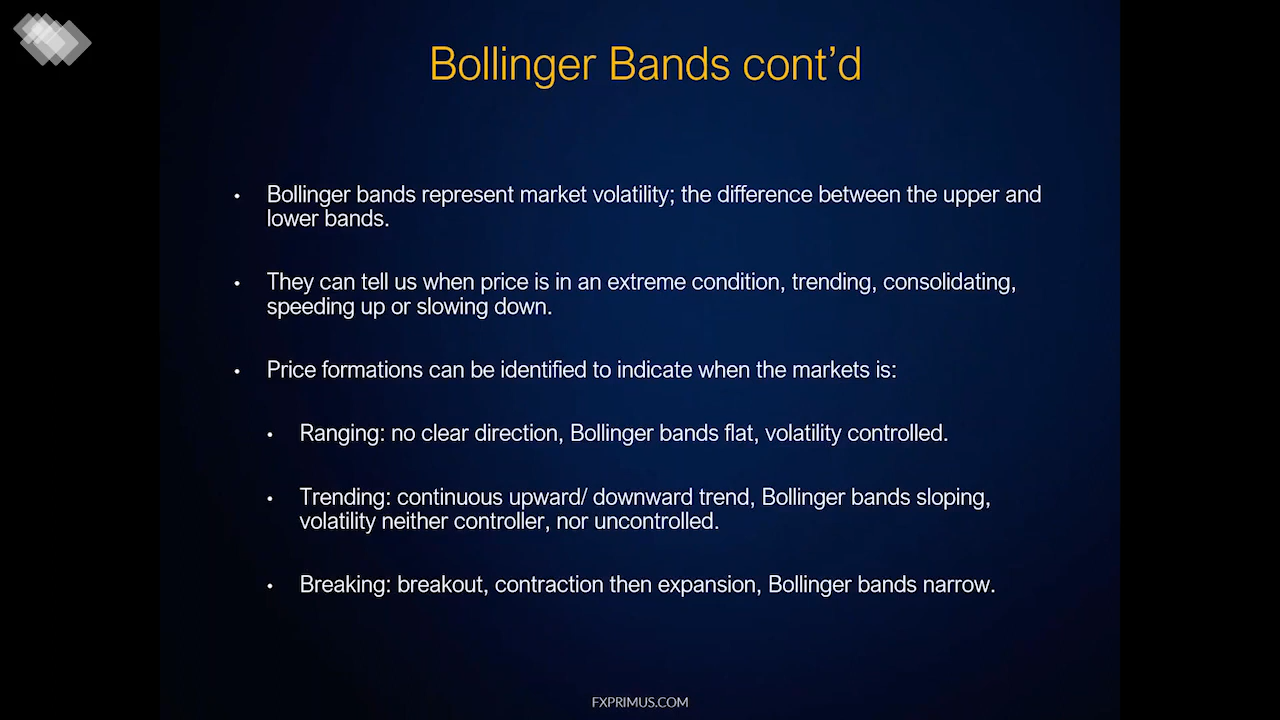 Bollinger Bands cont’d
• Bollinger bands represent market volatility; the difference between the upper and
lower bands.
• They can tell us when price is in an extreme condition, trending, consolidating,
speeding up or slowing down.
• Price formations can be identified to indicate when the markets is:
• Ranging: no clear direction, Bollinger bands flat, volatility controlled.
• Trending: continuous upward/ downward trend, Bollinger bands sloping,
volatility neither controller, nor uncontrolled.
• Breaking: breakout, contraction then expansion, Bollinger bands narrow.
FXPRIMUS.COM